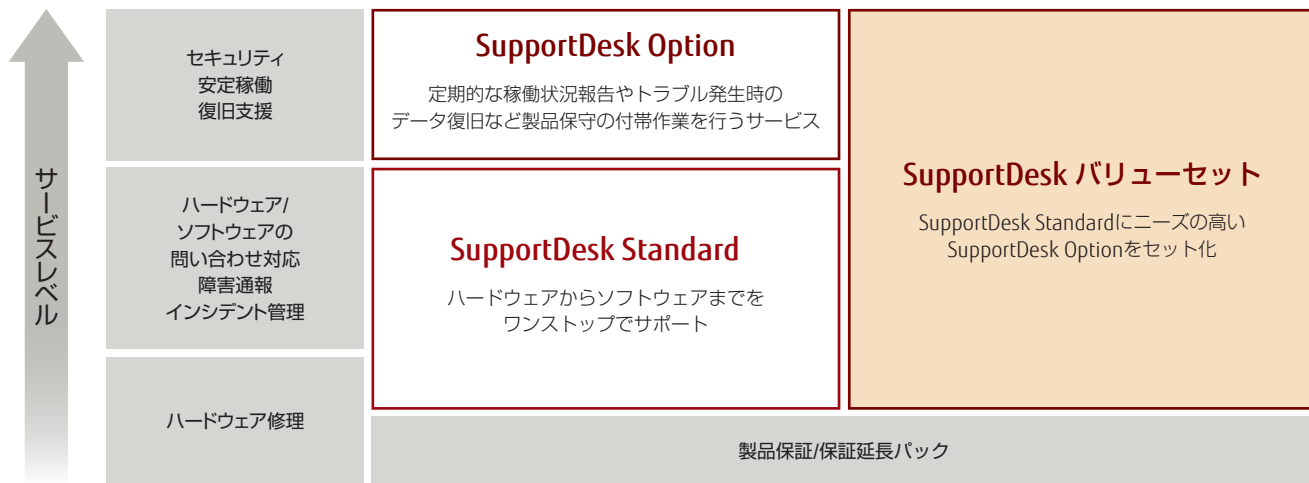 サービスレベル
セキュリティ
安定稼働
復旧支援
SupportDesk Option
定期的な稼働状況報告やトラブル発生時の
データ復旧など製品保守の付帯作業を行うサービス
ハードウェア/
ソフトウェアの
問い合わせ対応
障害通報
インシデント管理
SupportDesk Standard
ハードウェアからソフトウェアまでを
ワンストップでサポート
SupportDesk バリューセット
SupportDesk Standardにニーズの高い
SupportDesk Optionをセット化
ハードウェア修理
製品保証/保証延長パック